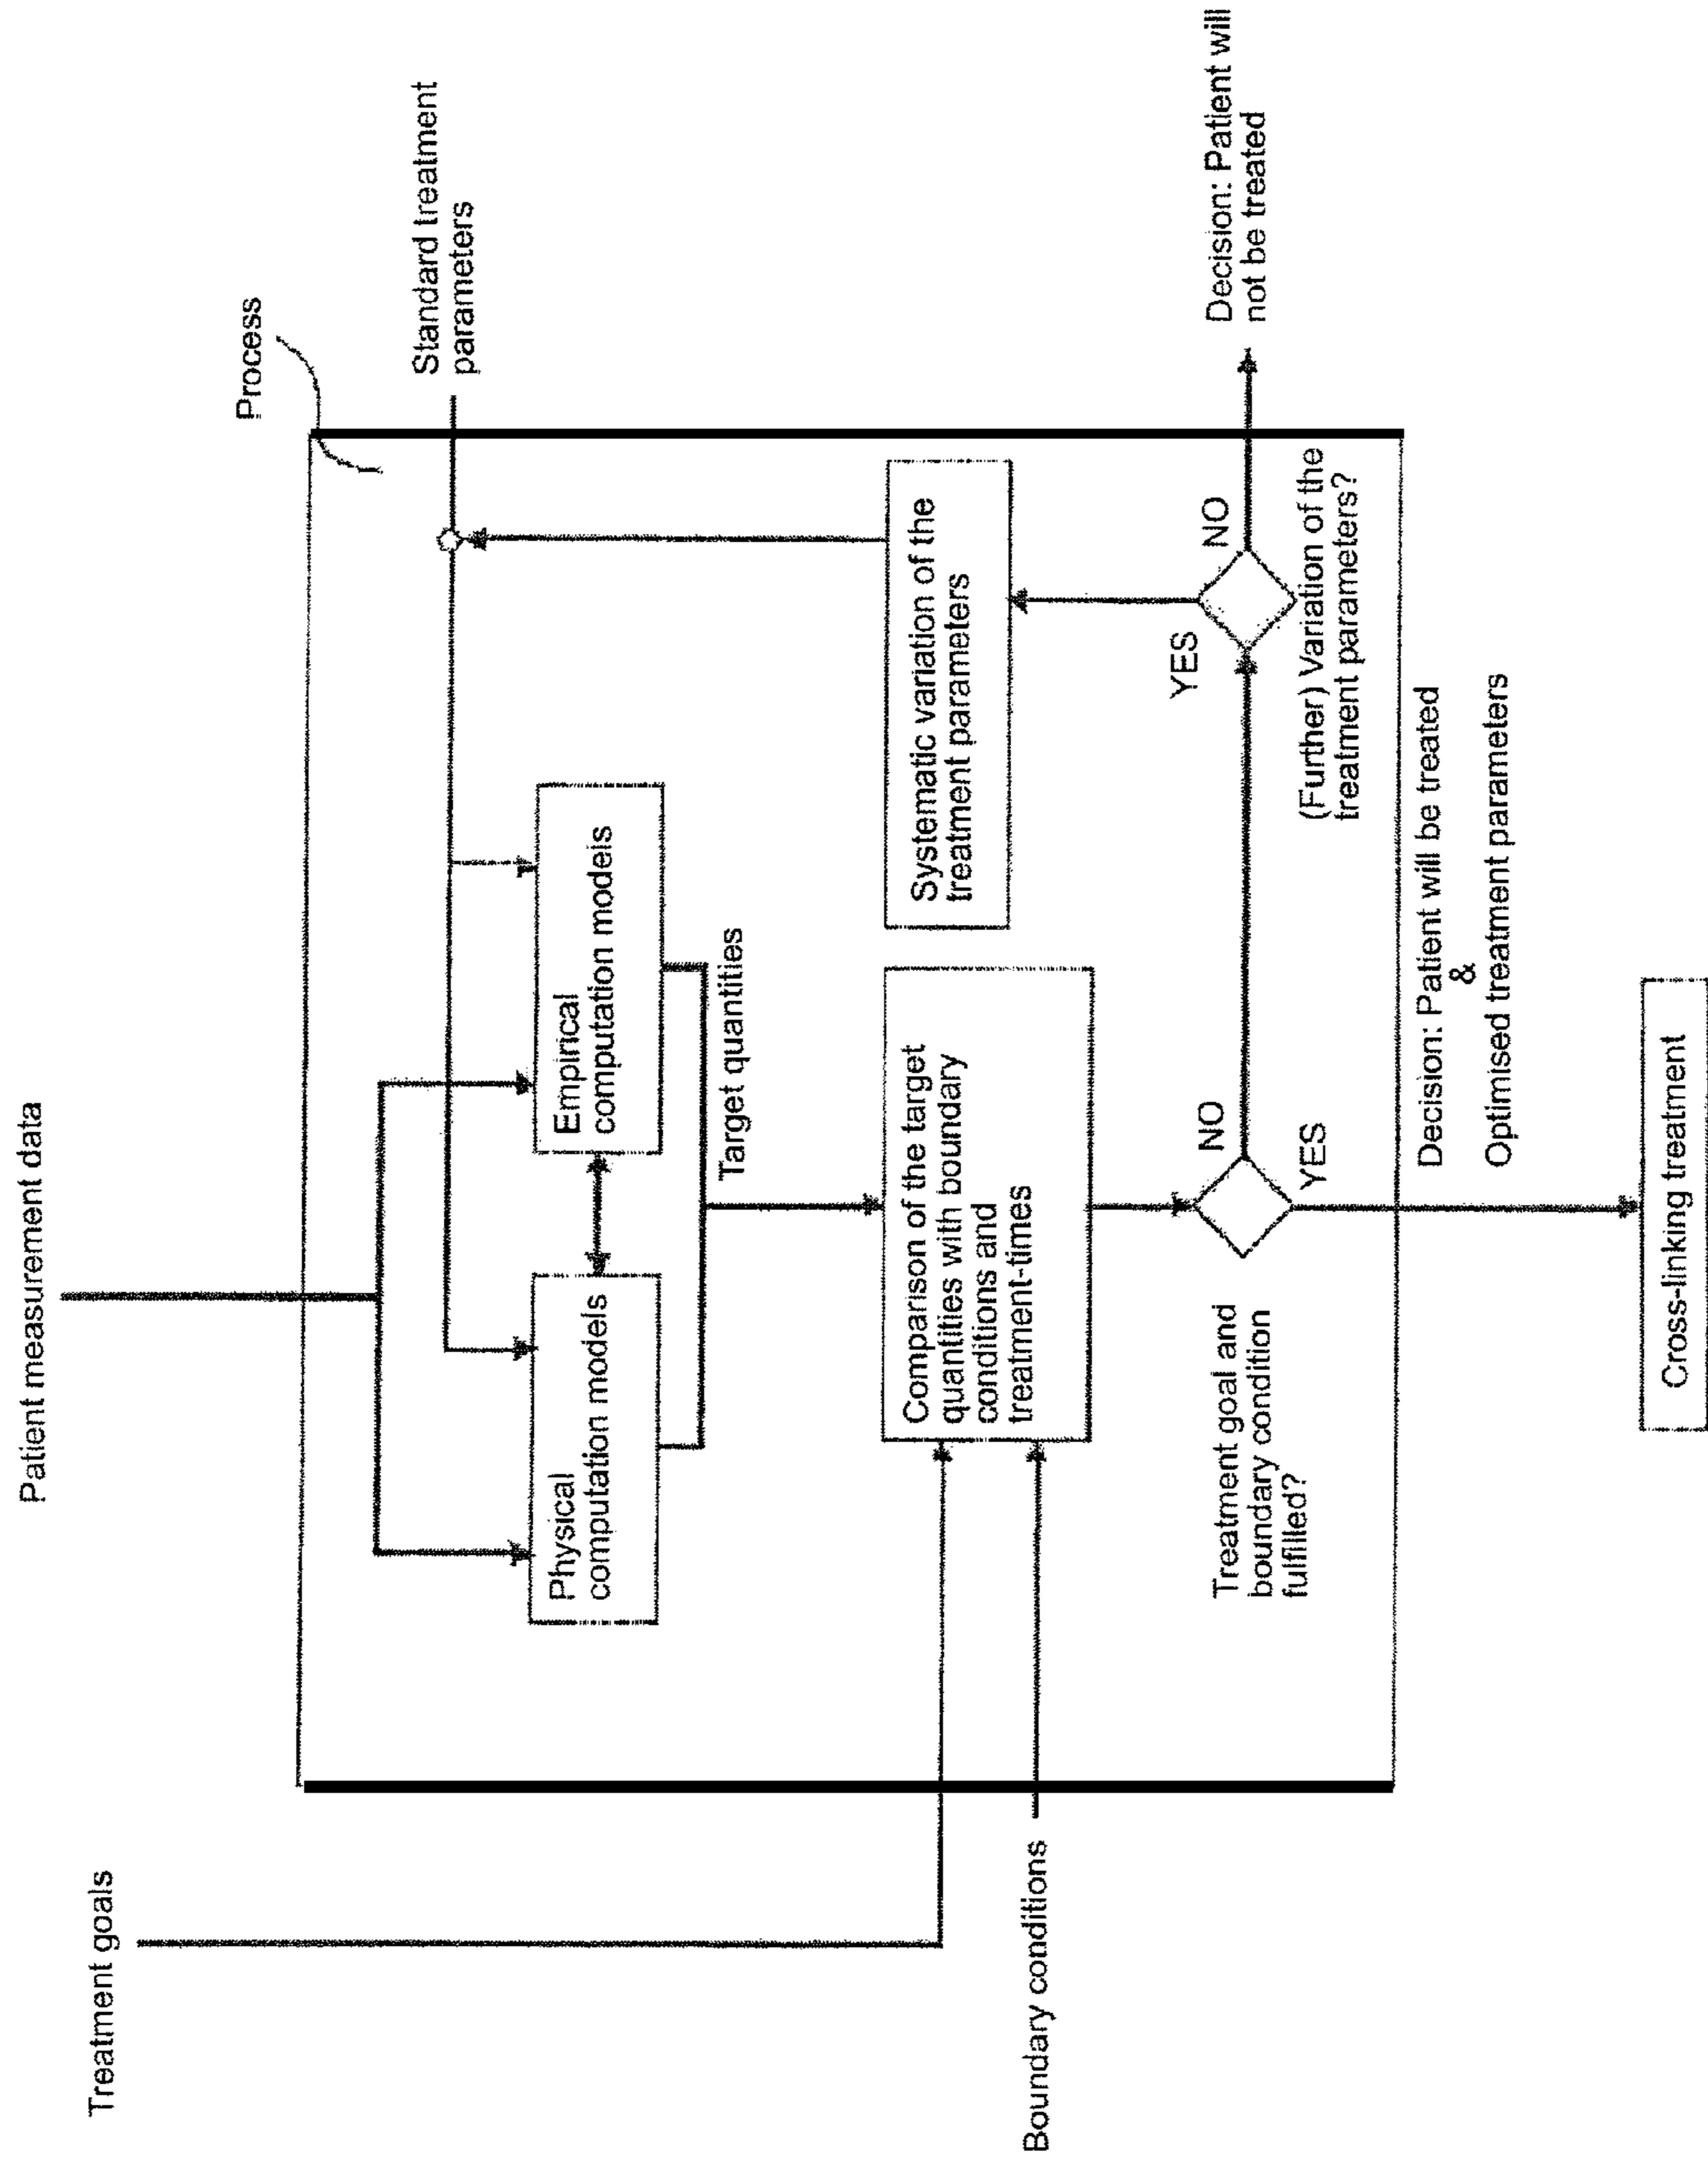 Patient measurement data
Treatment goals
Process
Standard treatment
parameters
Physical
computation models
Empirical
computation models
Target quantities
Boundary conditions
Comparison of the target
quantities with boundary
conditions and
treatment-times
Systematic variation of the
treatment parameters
Treatment goal and
boundary condition
fulfilled?
NO
YES
YES
NO
(Further) Variation of the
treatment parameters?
Decision: Patient will
not be treated
Decision: Patient will be treated
&
Optimised treatment parameters
Cross-linking treatment